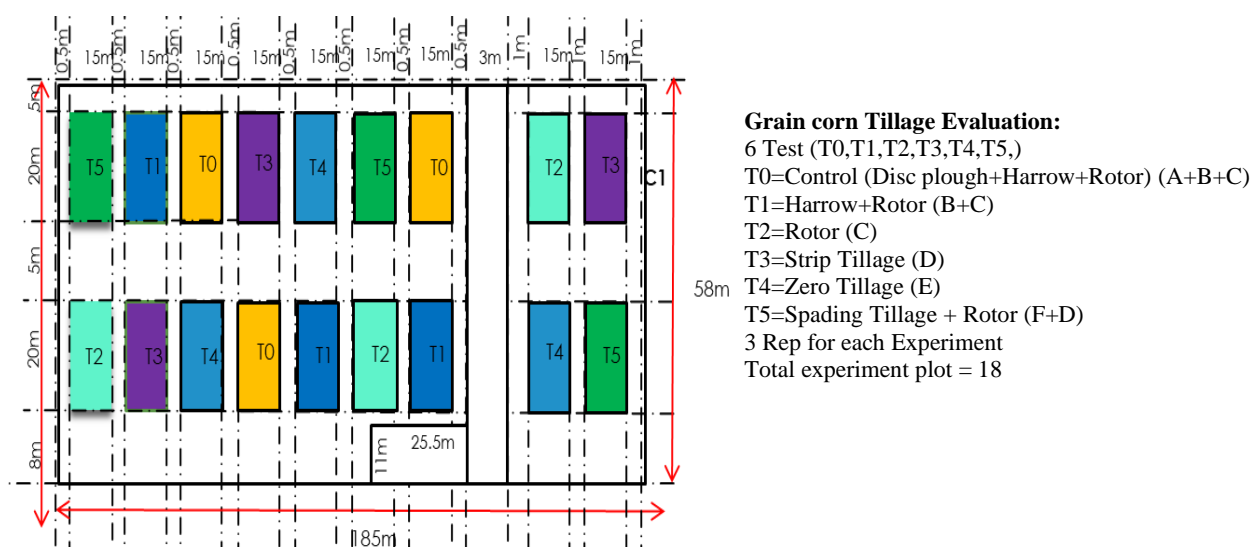 0.5m 15m 0.5m 15m 0.5m 15m 0.5m 15m 0.5m 15m 0.5m 15m 0.5m 15m 0.5m 3m 1m 15m 1m 15m 1m
5m
20m
T5 T1 T0 T3 T4 T5 T0 T2 T3 C1
5m
58m
20m
T2 T3 T4 T0 T1 T2 T1 T4 T5
8m
11m 25.5m
185m
Grain corn Tillage Evaluation:
6 Test (T0,T1,T2,T3,T4,T5,)
T0=Control (Disc plough+Harrow+Rotor) (A+B+C)
T1=Harrow+Rotor (B+C)
T2=Rotor (C)
T3=Strip Tillage (D)
T4=Zero Tillage (E)
T5=Spading Tillage + Rotor (F+D)
3 Rep for each Experiment
Total experiment plot = 18